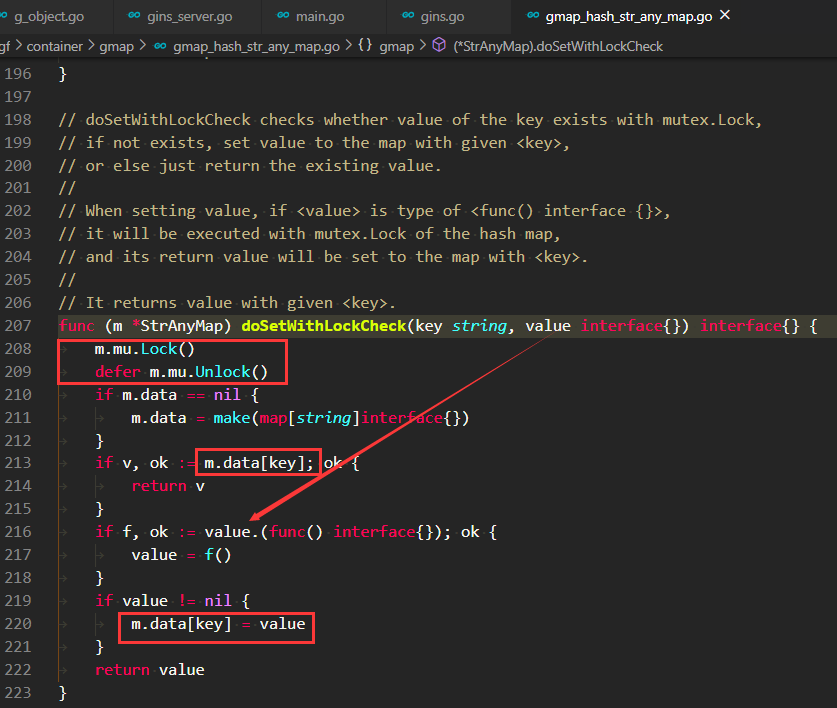 g_object.go gins_server.go main.go gins.go gmap_hash_str_any_map.go ×
gf > container > gmap > gmap_hash_str_any_map.go > {} gmap > (*StrAnyMap).doSetWithLockCheck
196 }
197
198 // doSetWithLockCheck checks whether value of the key exists with mutex.Lock,
199 // if not exists, set value to the map with given <key>,
200 // or else just return the existing value.
201 //
202 // When setting value, if <value> is type of <func() interface {}>,
203 // it will be executed with mutex.Lock of the hash map,
204 // and its return value will be set to the map with <key>.
205 //
206 // It returns value with given <key>.
207 func (m *StrAnyMap) doSetWithLockCheck(key string, value interface{}) interface{} {
208 m.mu.Lock()
209 defer m.mu.Unlock()
210 if m.data == nil {
211 m.data = make(map[string]interface{})
212 }
213 if v, ok := m.data[key]; ok {
214 return v
215 }
216 if f, ok := value.(func() interface{}); ok {
217 value = f()
218 }
219 if value != nil {
220 m.data[key] = value
221 }
222 return value
223 }